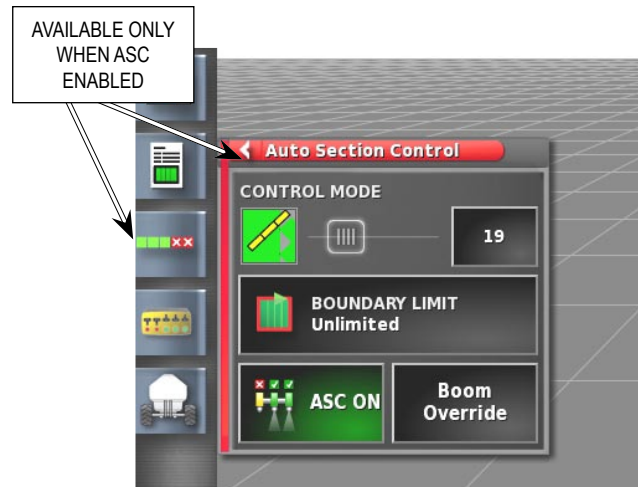 AVAILABLE ONLY
WHEN ASC
ENABLED
Auto Section Control
CONTROL MODE
19
BOUNDARY LIMIT
Unlimited
ASC ON
Boom
Override